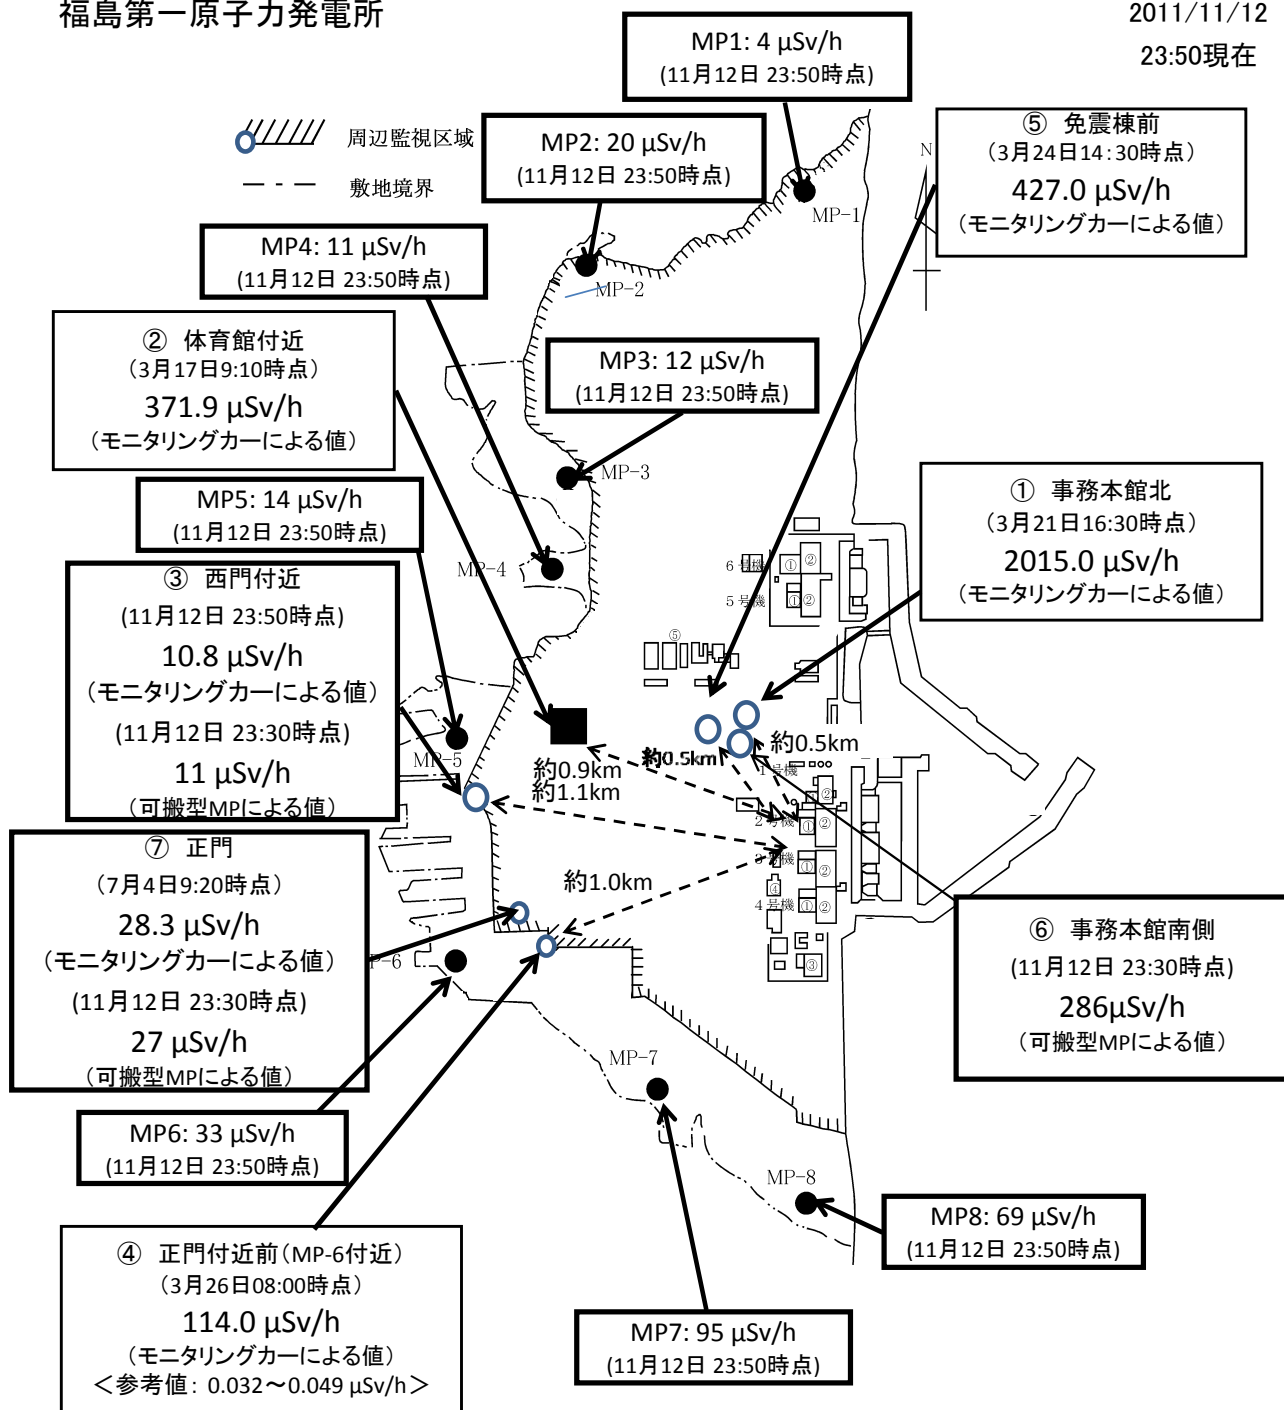 福島第一原子力発電所
2011/11/12
23:50現在
MP1: 4 μSv/h
(11月12日 23:50時点)
周辺監視区域
敷地境界
MP2: 20 μSv/h
(11月12日 23:50時点)
⑤ 免震棟前
(3月24日14:30時点)
427.0 μSv/h
(モニタリングカーによる値)
N
MP-1
MP4: 11 μSv/h
(11月12日 23:50時点)
MP-2
② 体育館付近
(3月17日9:10時点)
371.9 μSv/h
(モニタリングカーによる値)
MP3: 12 μSv/h
(11月12日 23:50時点)
MP-3
MP5: 14 μSv/h
(11月12日 23:50時点)
① 事務本館北
(3月21日16:30時点)
2015.0 μSv/h
(モニタリングカーによる値)
MP-4
③ 西門付近
(11月12日 23:50時点)
10.8 μSv/h
(モニタリングカーによる値)
(11月12日 23:30時点)
11 μSv/h
(可搬型MPによる値)
6号機
① ②
5号機
① ②
⑤
MP-5
約0.9km
約1.1km
約0.5km
約0.5km
1号機
②
2号機
① ②
3号機
① ②
④
4号機
① ②
③
約1.0km
⑦ 正門
(7月4日9:20時点)
28.3 μSv/h
(モニタリングカーによる値)
(11月12日 23:30時点)
27 μSv/h
(可搬型MPによる値)
P-6
⑥ 事務本館南側
(11月12日 23:30時点)
286μSv/h
(可搬型MPによる値)
MP-7
MP6: 33 μSv/h
(11月12日 23:50時点)
MP-8
MP8: 69 μSv/h
(11月12日 23:50時点)
④ 正門付近前(MP-6付近)
(3月26日08:00時点)
114.0 μSv/h
(モニタリングカーによる値)
＜参考値: 0.032～0.049 μSv/h＞
MP7: 95 μSv/h
(11月12日 23:50時点)